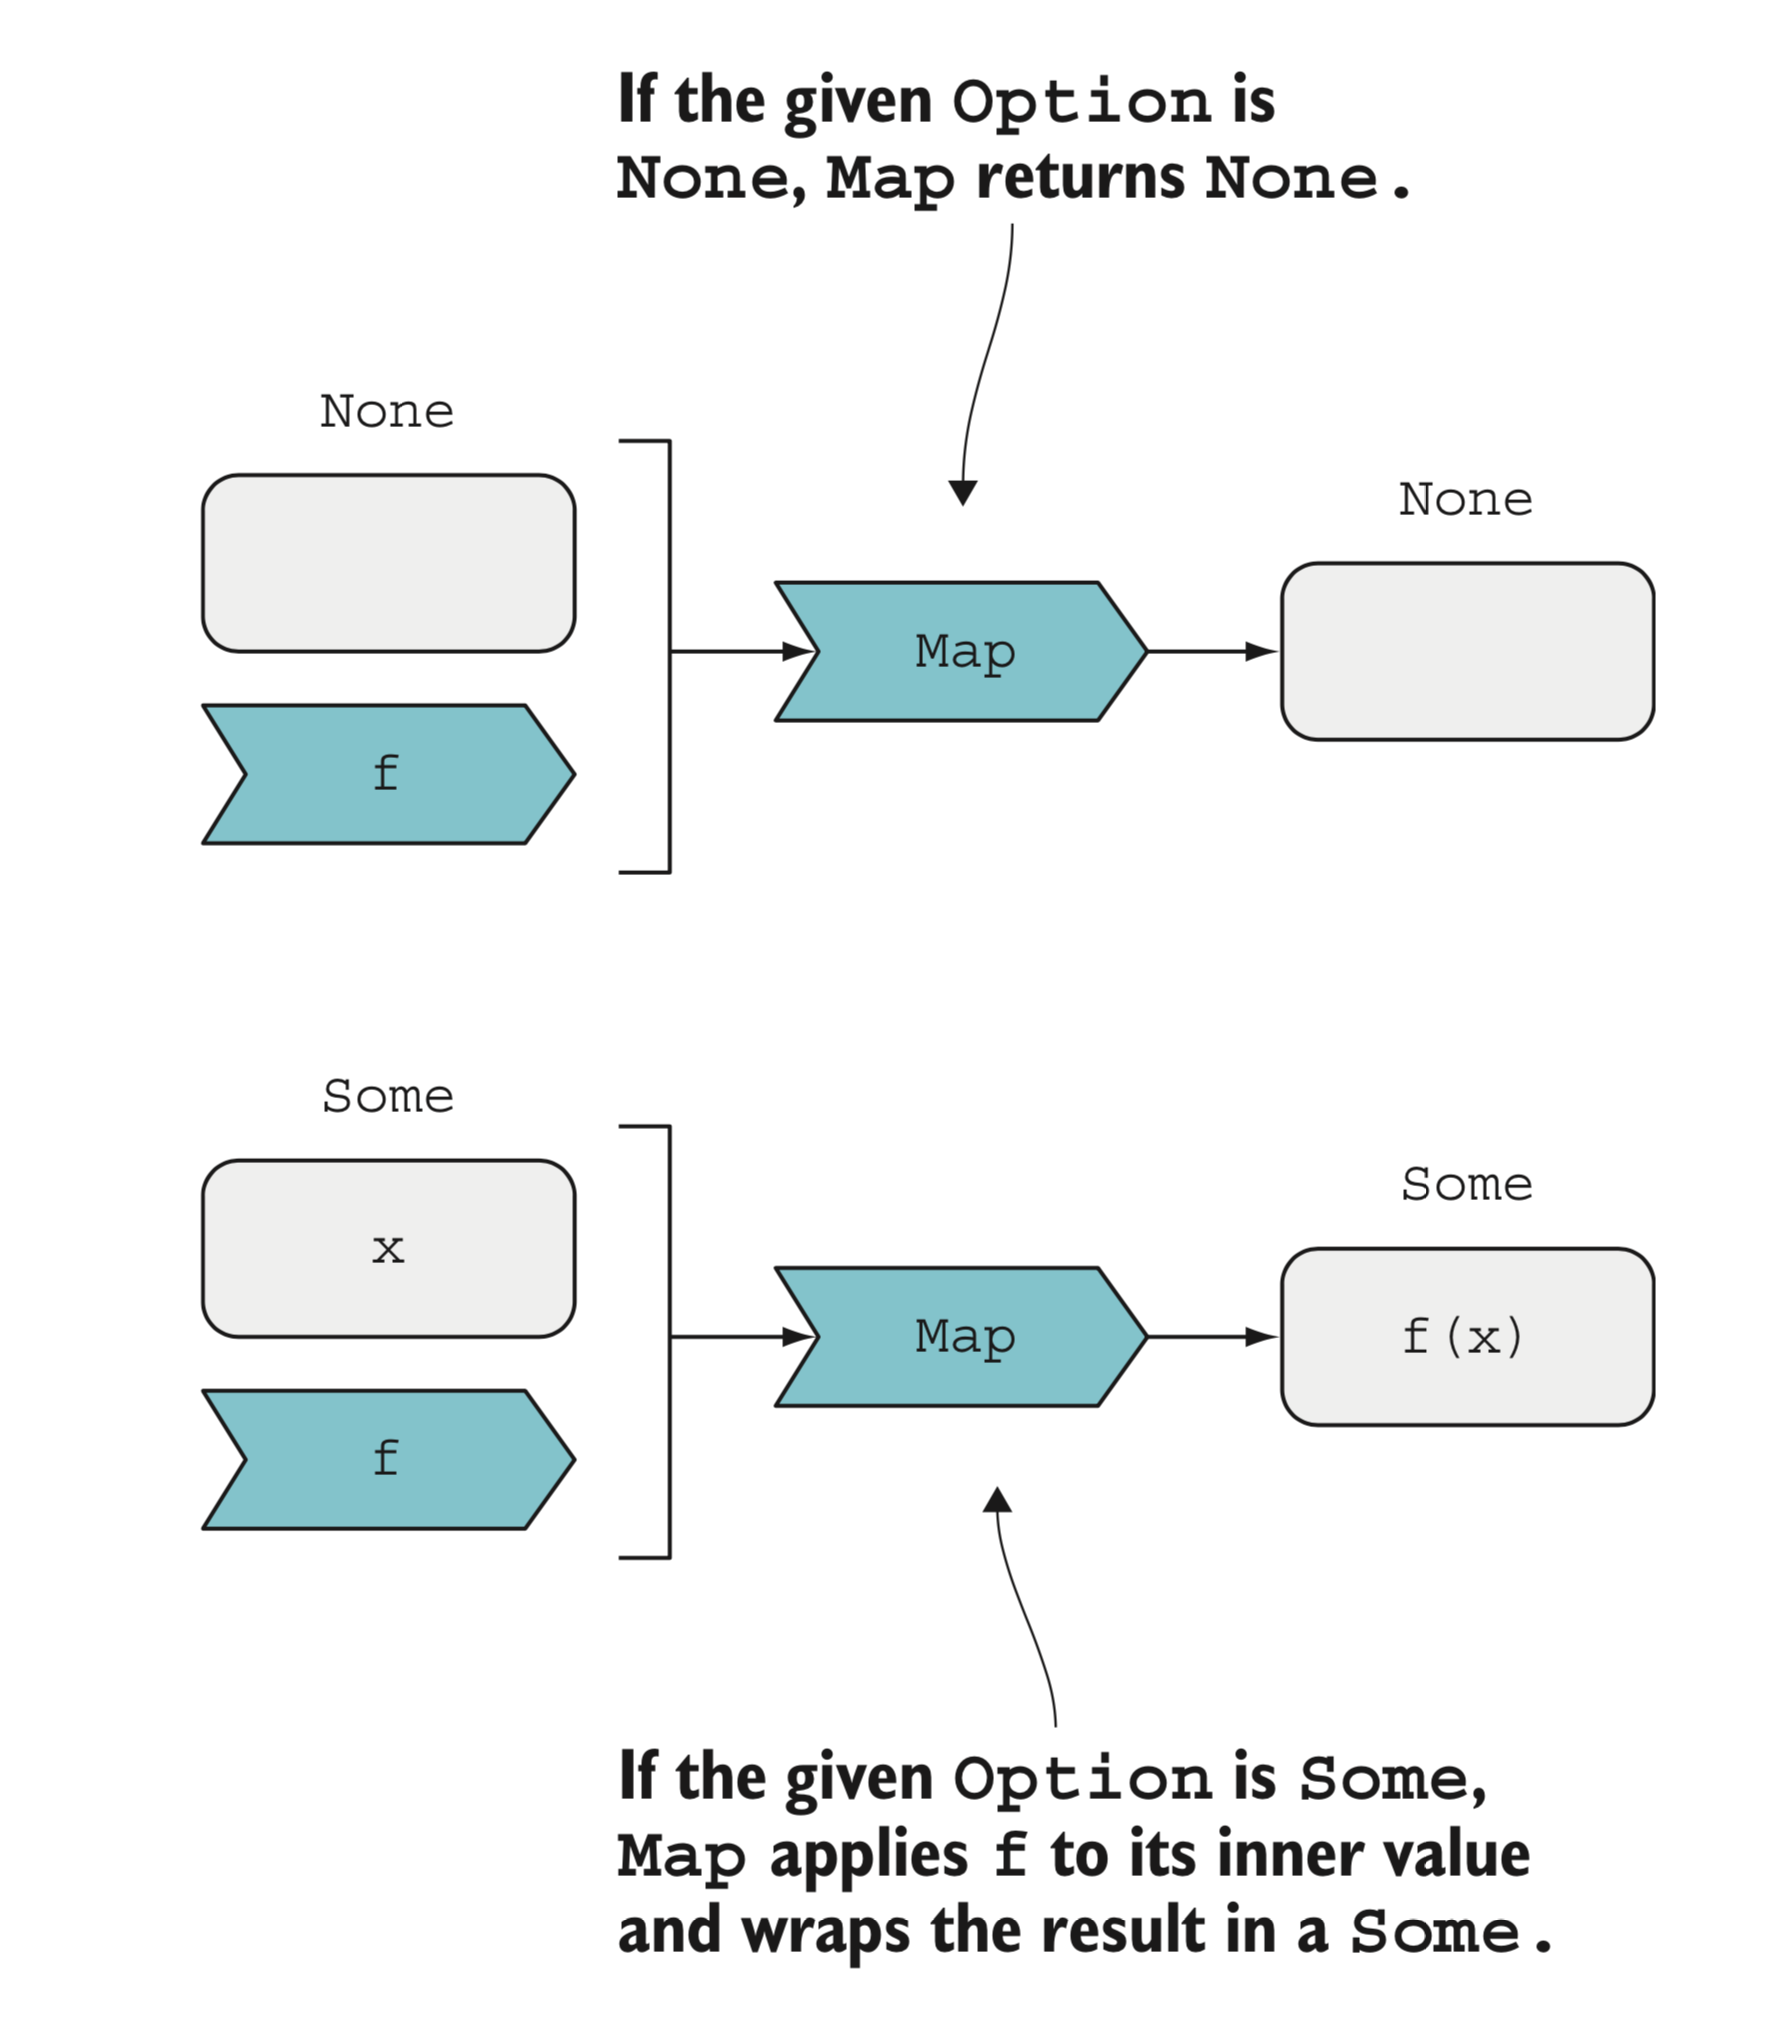 If the given Option is
None, Map returns None.
None
None
Map
f
Some
Some
x
Map
f(x)
f
If the given Option is Some,
Map applies f to its inner value
and wraps the result in a Some.